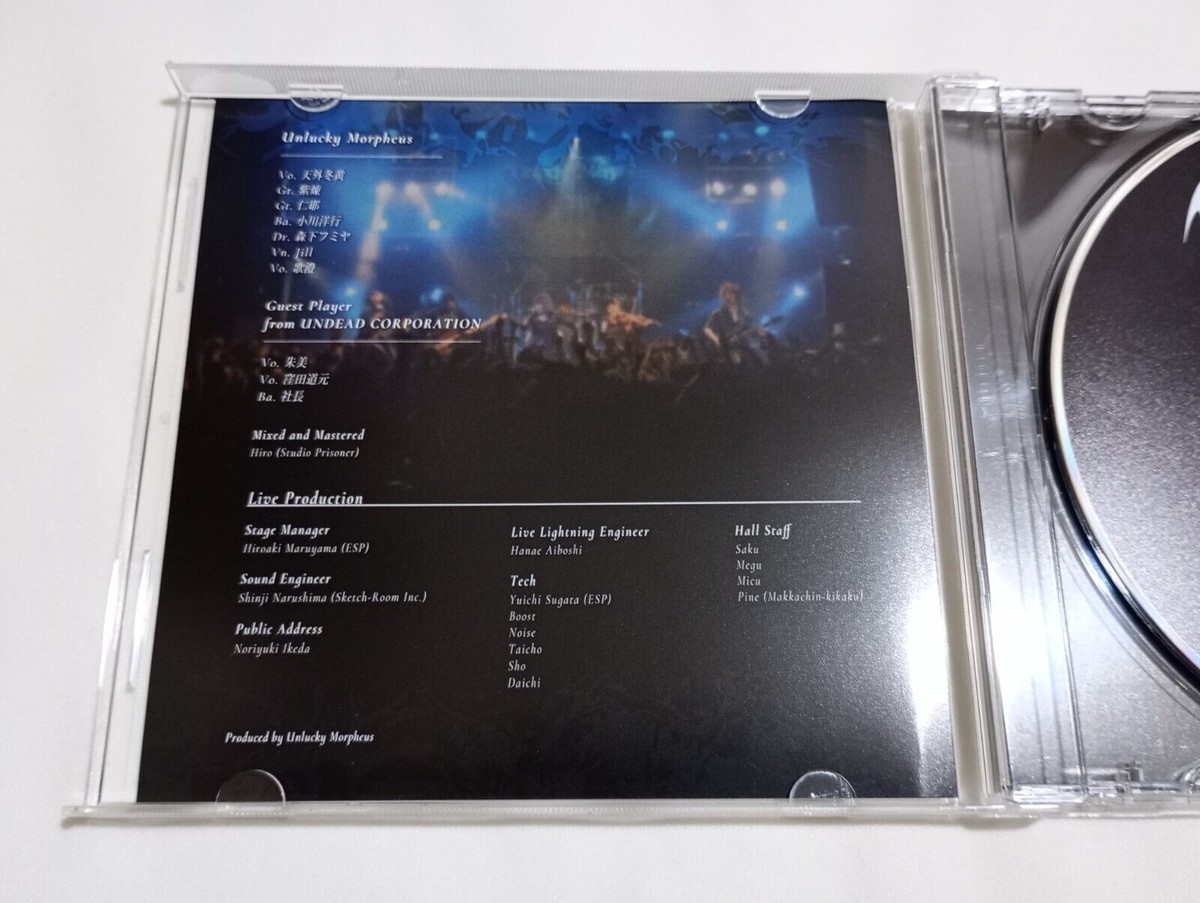 Unlucky Morpheus
Vo. 天外冬黄
Gt. 紫煉
Gt. 仁耶
Ba. 小川洋行
Dr. 森下フミヤ
Vn. Jill
Vo. 歌澄
Guest Player
from UNDEAD CORPORATION
Vo. 朱美
Vo. 窪田道元
Ba. 社長
Mixed and Mastered
Hiro (Studio Prisoner)
Live Production
Stage Manager
Hiroaki Maruyama (ESP)
Sound Engineer
Shinji Narushima (Sketch-Room Inc.)
Public Address
Noriyuki Ikeda
Live Lightning Engineer
Hanae Aiboshi
Tech
Yuichi Sugata (ESP)
Boost
Noise
Taicho
Sho
Daichi
Hall Staff
Saku
Megu
Micu
Pine (Makkachin-kikaku)
Produced by Unlucky Morpheus